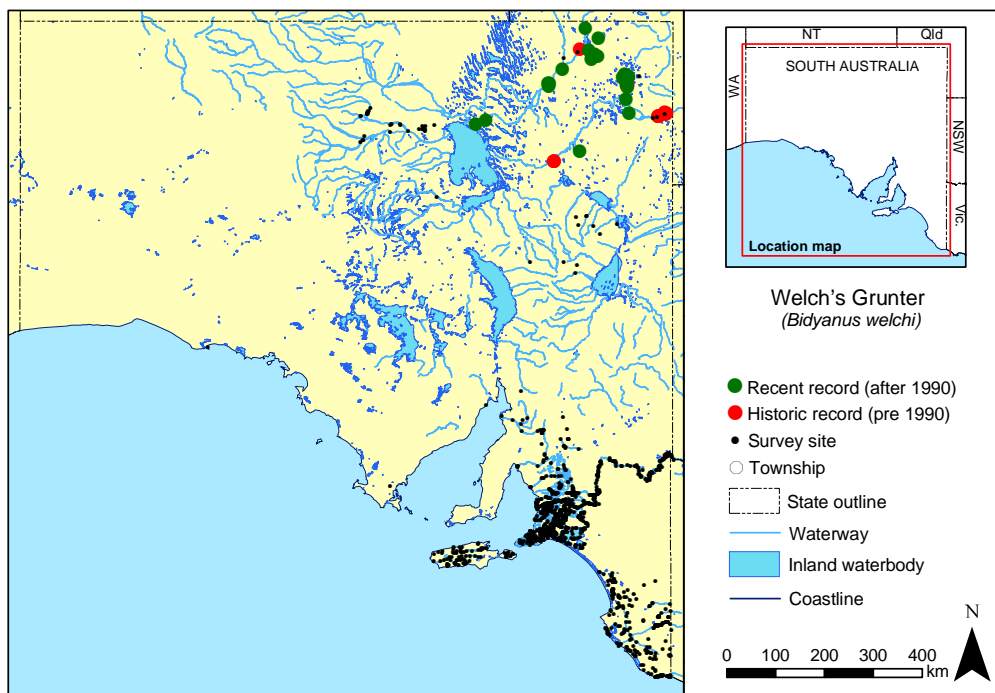 NT
Qld
SOUTH AUSTRALIA
WA
NSW
Vic.
Location map
Welch's Grunter
(Bidyanus welchi)
Recent record (after 1990)
Historic record (pre 1990)
Survey site
Township
State outline
Waterway
Inland waterbody
Coastline
N
0 100 200 300 400
km